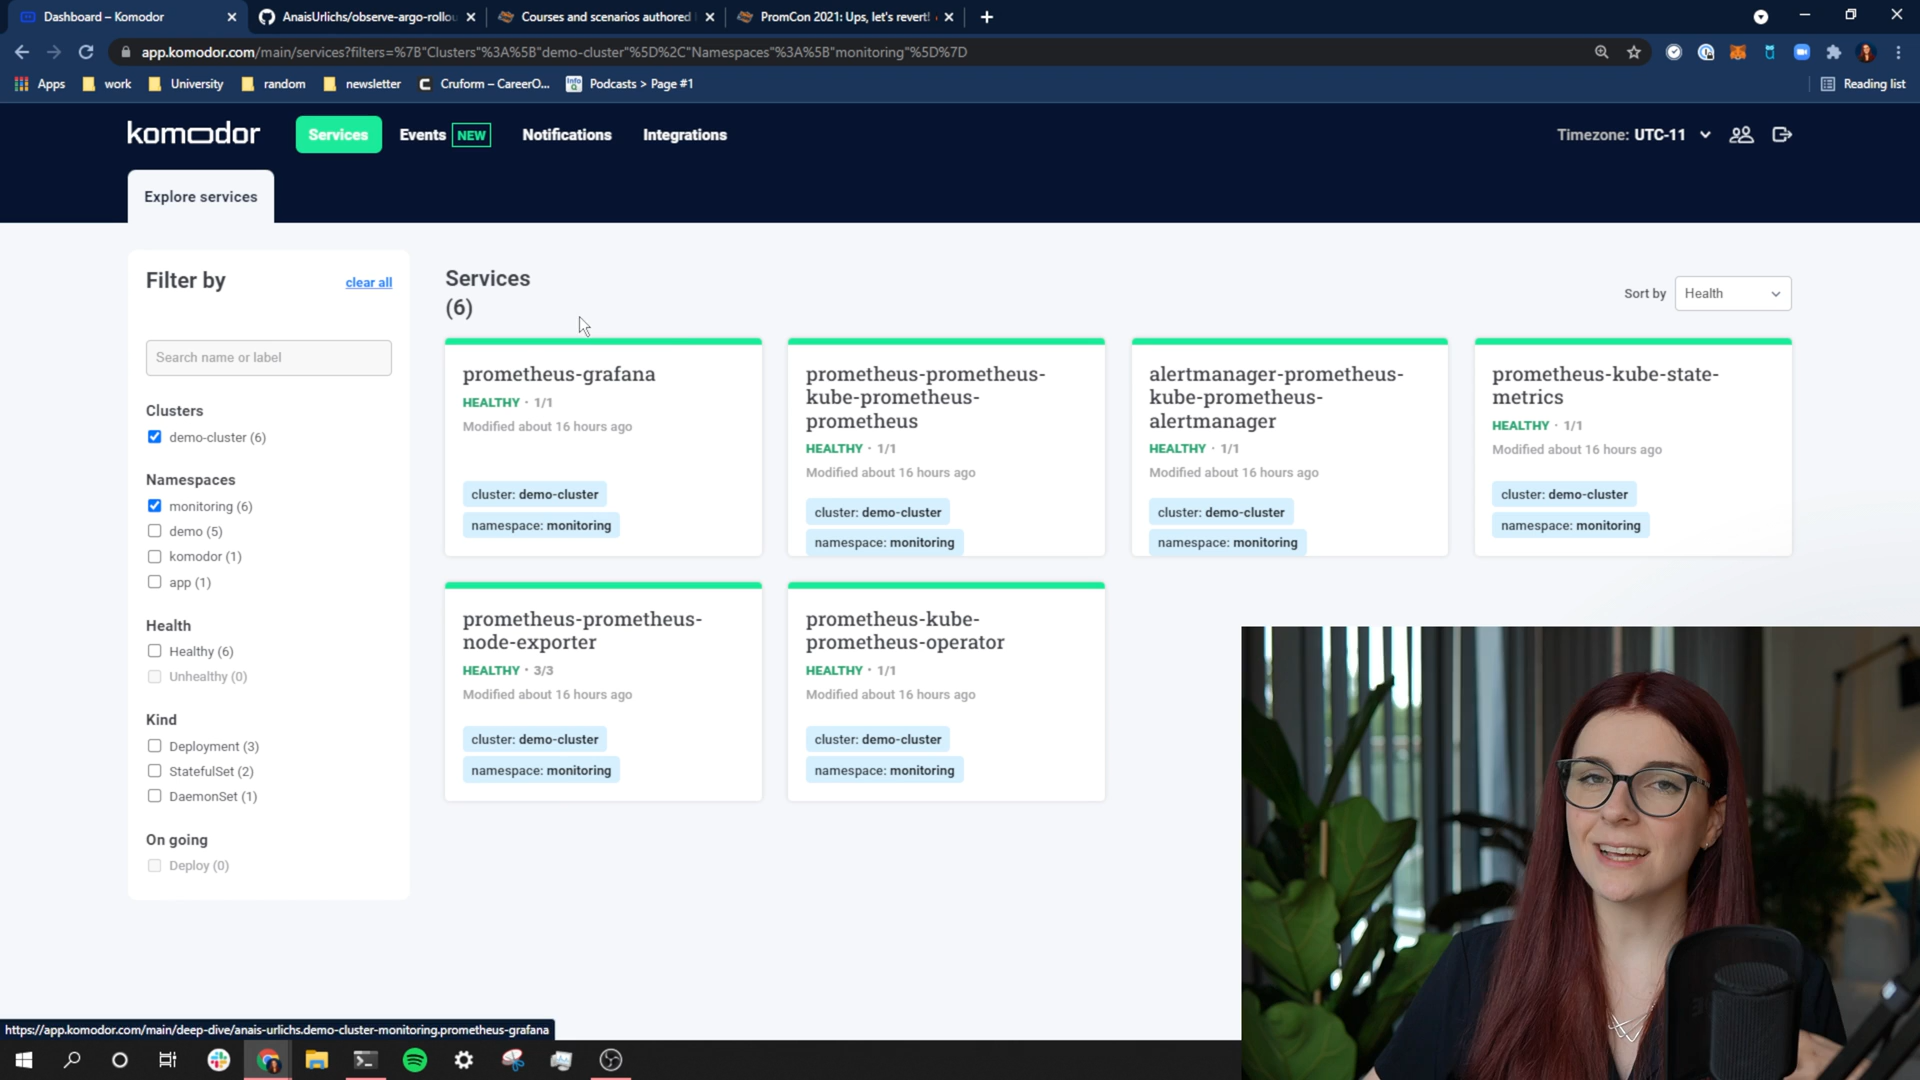 Dashboard – Komodor
AnaisUrlichs/observe-argo-rollou
Courses and scenarios authored
PromCon 2021: Ups, let's revert!
app.komodor.com/main/services?filters=%7B"Clusters"%3A%5B"demo-cluster"%5D%2C"Namespaces"%3A%5B"monitoring"%5D%7D
Apps
work
University
random
newsletter
Cruform – CareerO...
Podcasts > Page #1
Reading list
komodor
Services
Events NEW
Notifications
Integrations
Timezone: UTC-11
Explore services
Filter by
clear all
Search name or label
Clusters
demo-cluster (6)
Namespaces
monitoring (6)
demo (5)
komodor (1)
app (1)
Health
Healthy (6)
Unhealthy (0)
Kind
Deployment (3)
StatefulSet (2)
DaemonSet (1)
On going
Deploy (0)
Services
(6)
Sort by
Health
prometheus-grafana
HEALTHY · 1/1
Modified about 16 hours ago
cluster: demo-cluster
namespace: monitoring
prometheus-prometheus-
kube-prometheus-
prometheus
HEALTHY · 1/1
Modified about 16 hours ago
cluster: demo-cluster
namespace: monitoring
alertmanager-prometheus-
kube-prometheus-
alertmanager
HEALTHY · 1/1
Modified about 16 hours ago
cluster: demo-cluster
namespace: monitoring
prometheus-kube-state-
metrics
HEALTHY · 1/1
Modified about 16 hours ago
cluster: demo-cluster
namespace: monitoring
prometheus-prometheus-
node-exporter
HEALTHY · 3/3
Modified about 16 hours ago
cluster: demo-cluster
namespace: monitoring
prometheus-kube-
prometheus-operator
HEALTHY · 1/1
Modified about 16 hours ago
cluster: demo-cluster
namespace: monitoring
https://app.komodor.com/main/deep-dive/anais-urlichs.demo-cluster-monitoring.prometheus-grafana